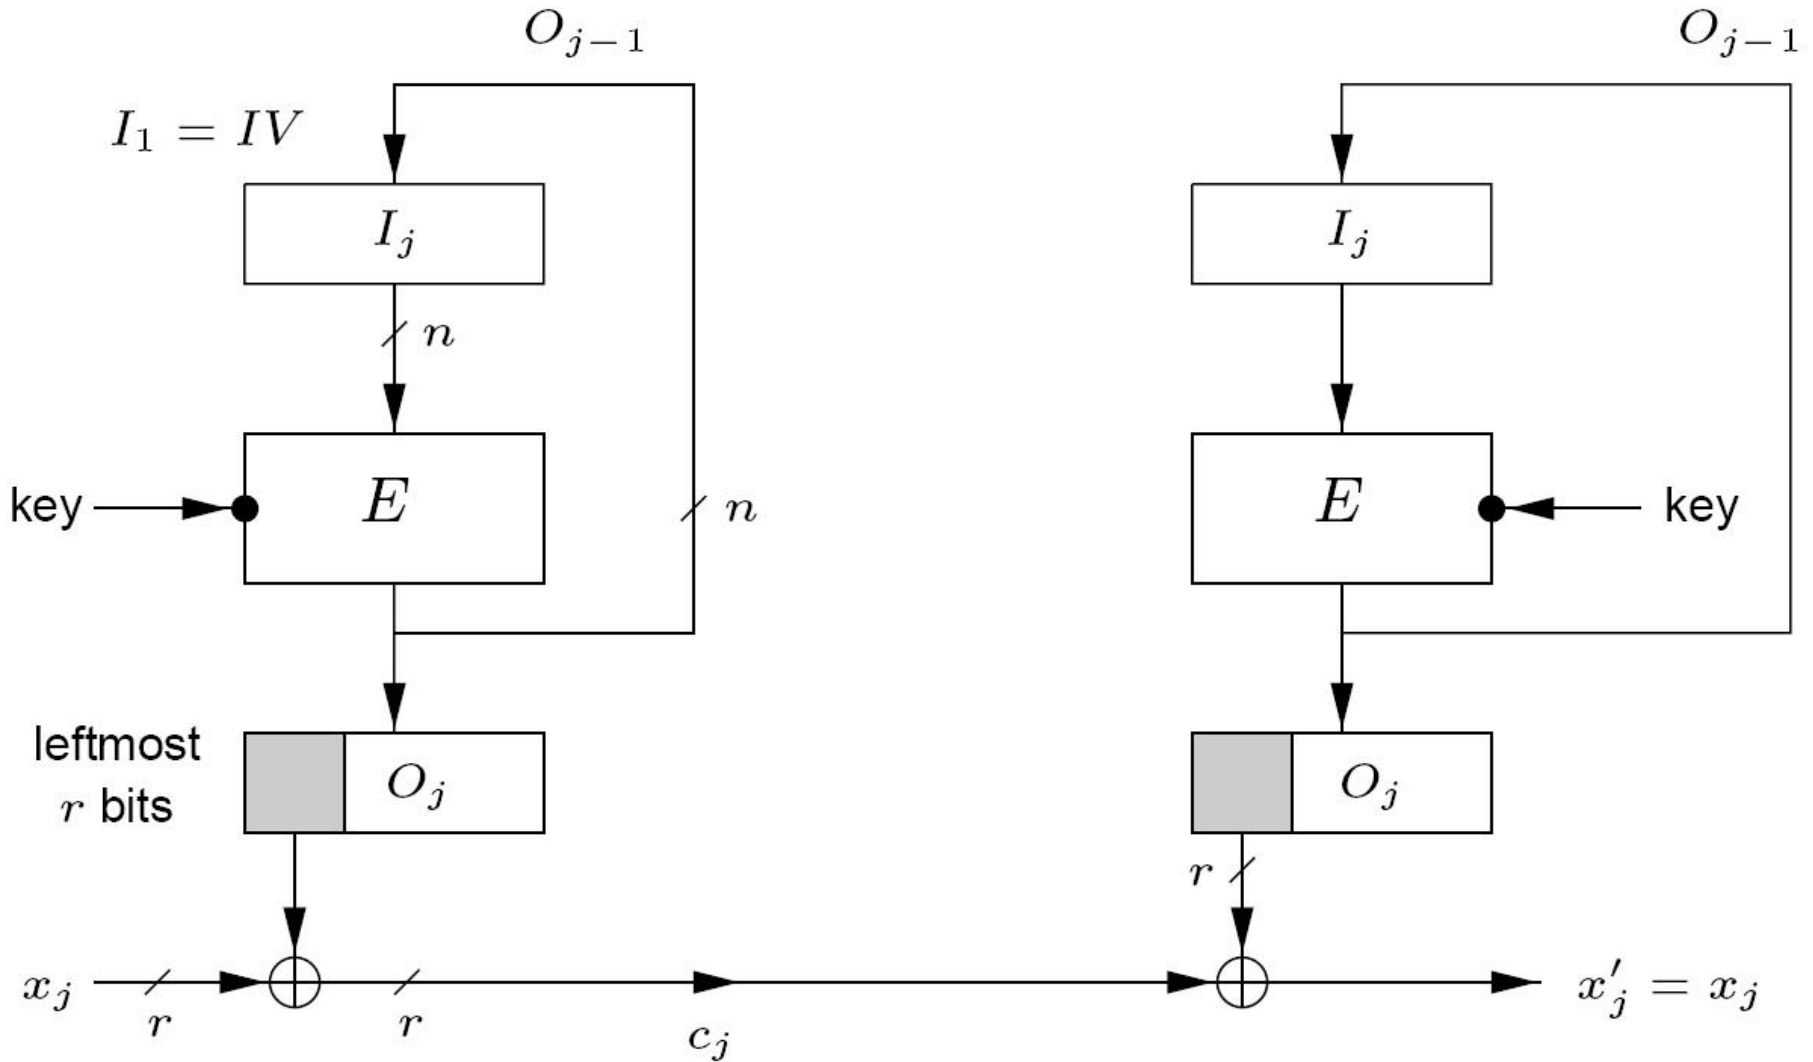 O_{j-1}
I_1 = IV
I_j
n
key
E
n
leftmost
r bits
O_j
x_j
r
r
c_j
O_{j-1}
I_j
E
key
O_j
r
x'_j = x_j